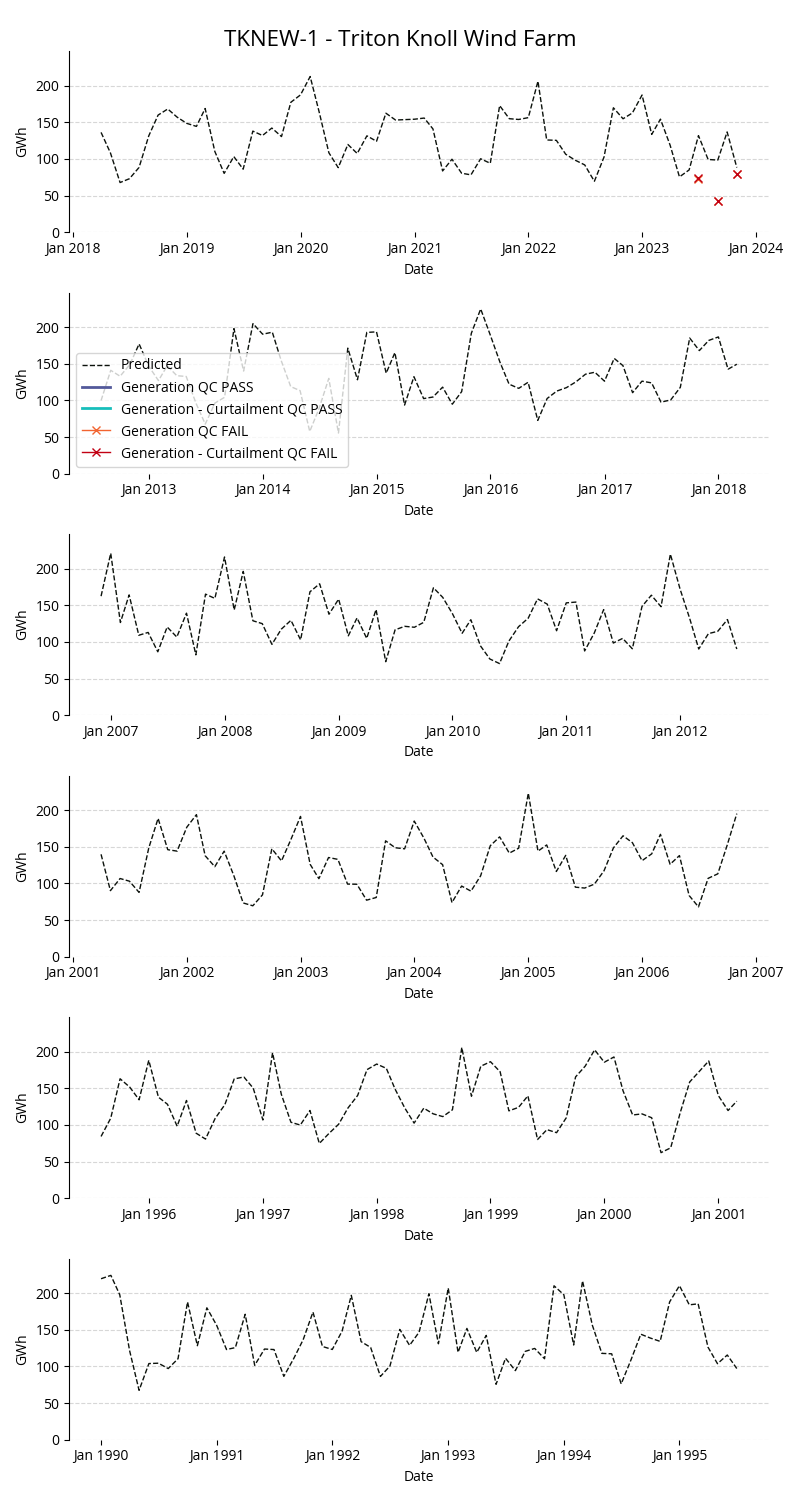 TKNEW-1 - Triton Knoll Wind Farm
200
150
100
50
0
GWh
Jan 2018 Jan 2019 Jan 2020 Jan 2021 Jan 2022 Jan 2023 Jan 2024
Date
200
150
100
50
0
GWh
Predicted
Generation QC PASS
Generation - Curtailment QC PASS
Generation QC FAIL
Generation - Curtailment QC FAIL
Jan 2013 Jan 2014 Jan 2015 Jan 2016 Jan 2017 Jan 2018
Date
200
150
100
50
0
GWh
Jan 2007 Jan 2008 Jan 2009 Jan 2010 Jan 2011 Jan 2012
Date
200
150
100
50
0
GWh
Jan 2001 Jan 2002 Jan 2003 Jan 2004 Jan 2005 Jan 2006 Jan 2007
Date
200
150
100
50
0
GWh
Jan 1996 Jan 1997 Jan 1998 Jan 1999 Jan 2000 Jan 2001
Date
200
150
100
50
0
GWh
Jan 1990 Jan 1991 Jan 1992 Jan 1993 Jan 1994 Jan 1995
Date